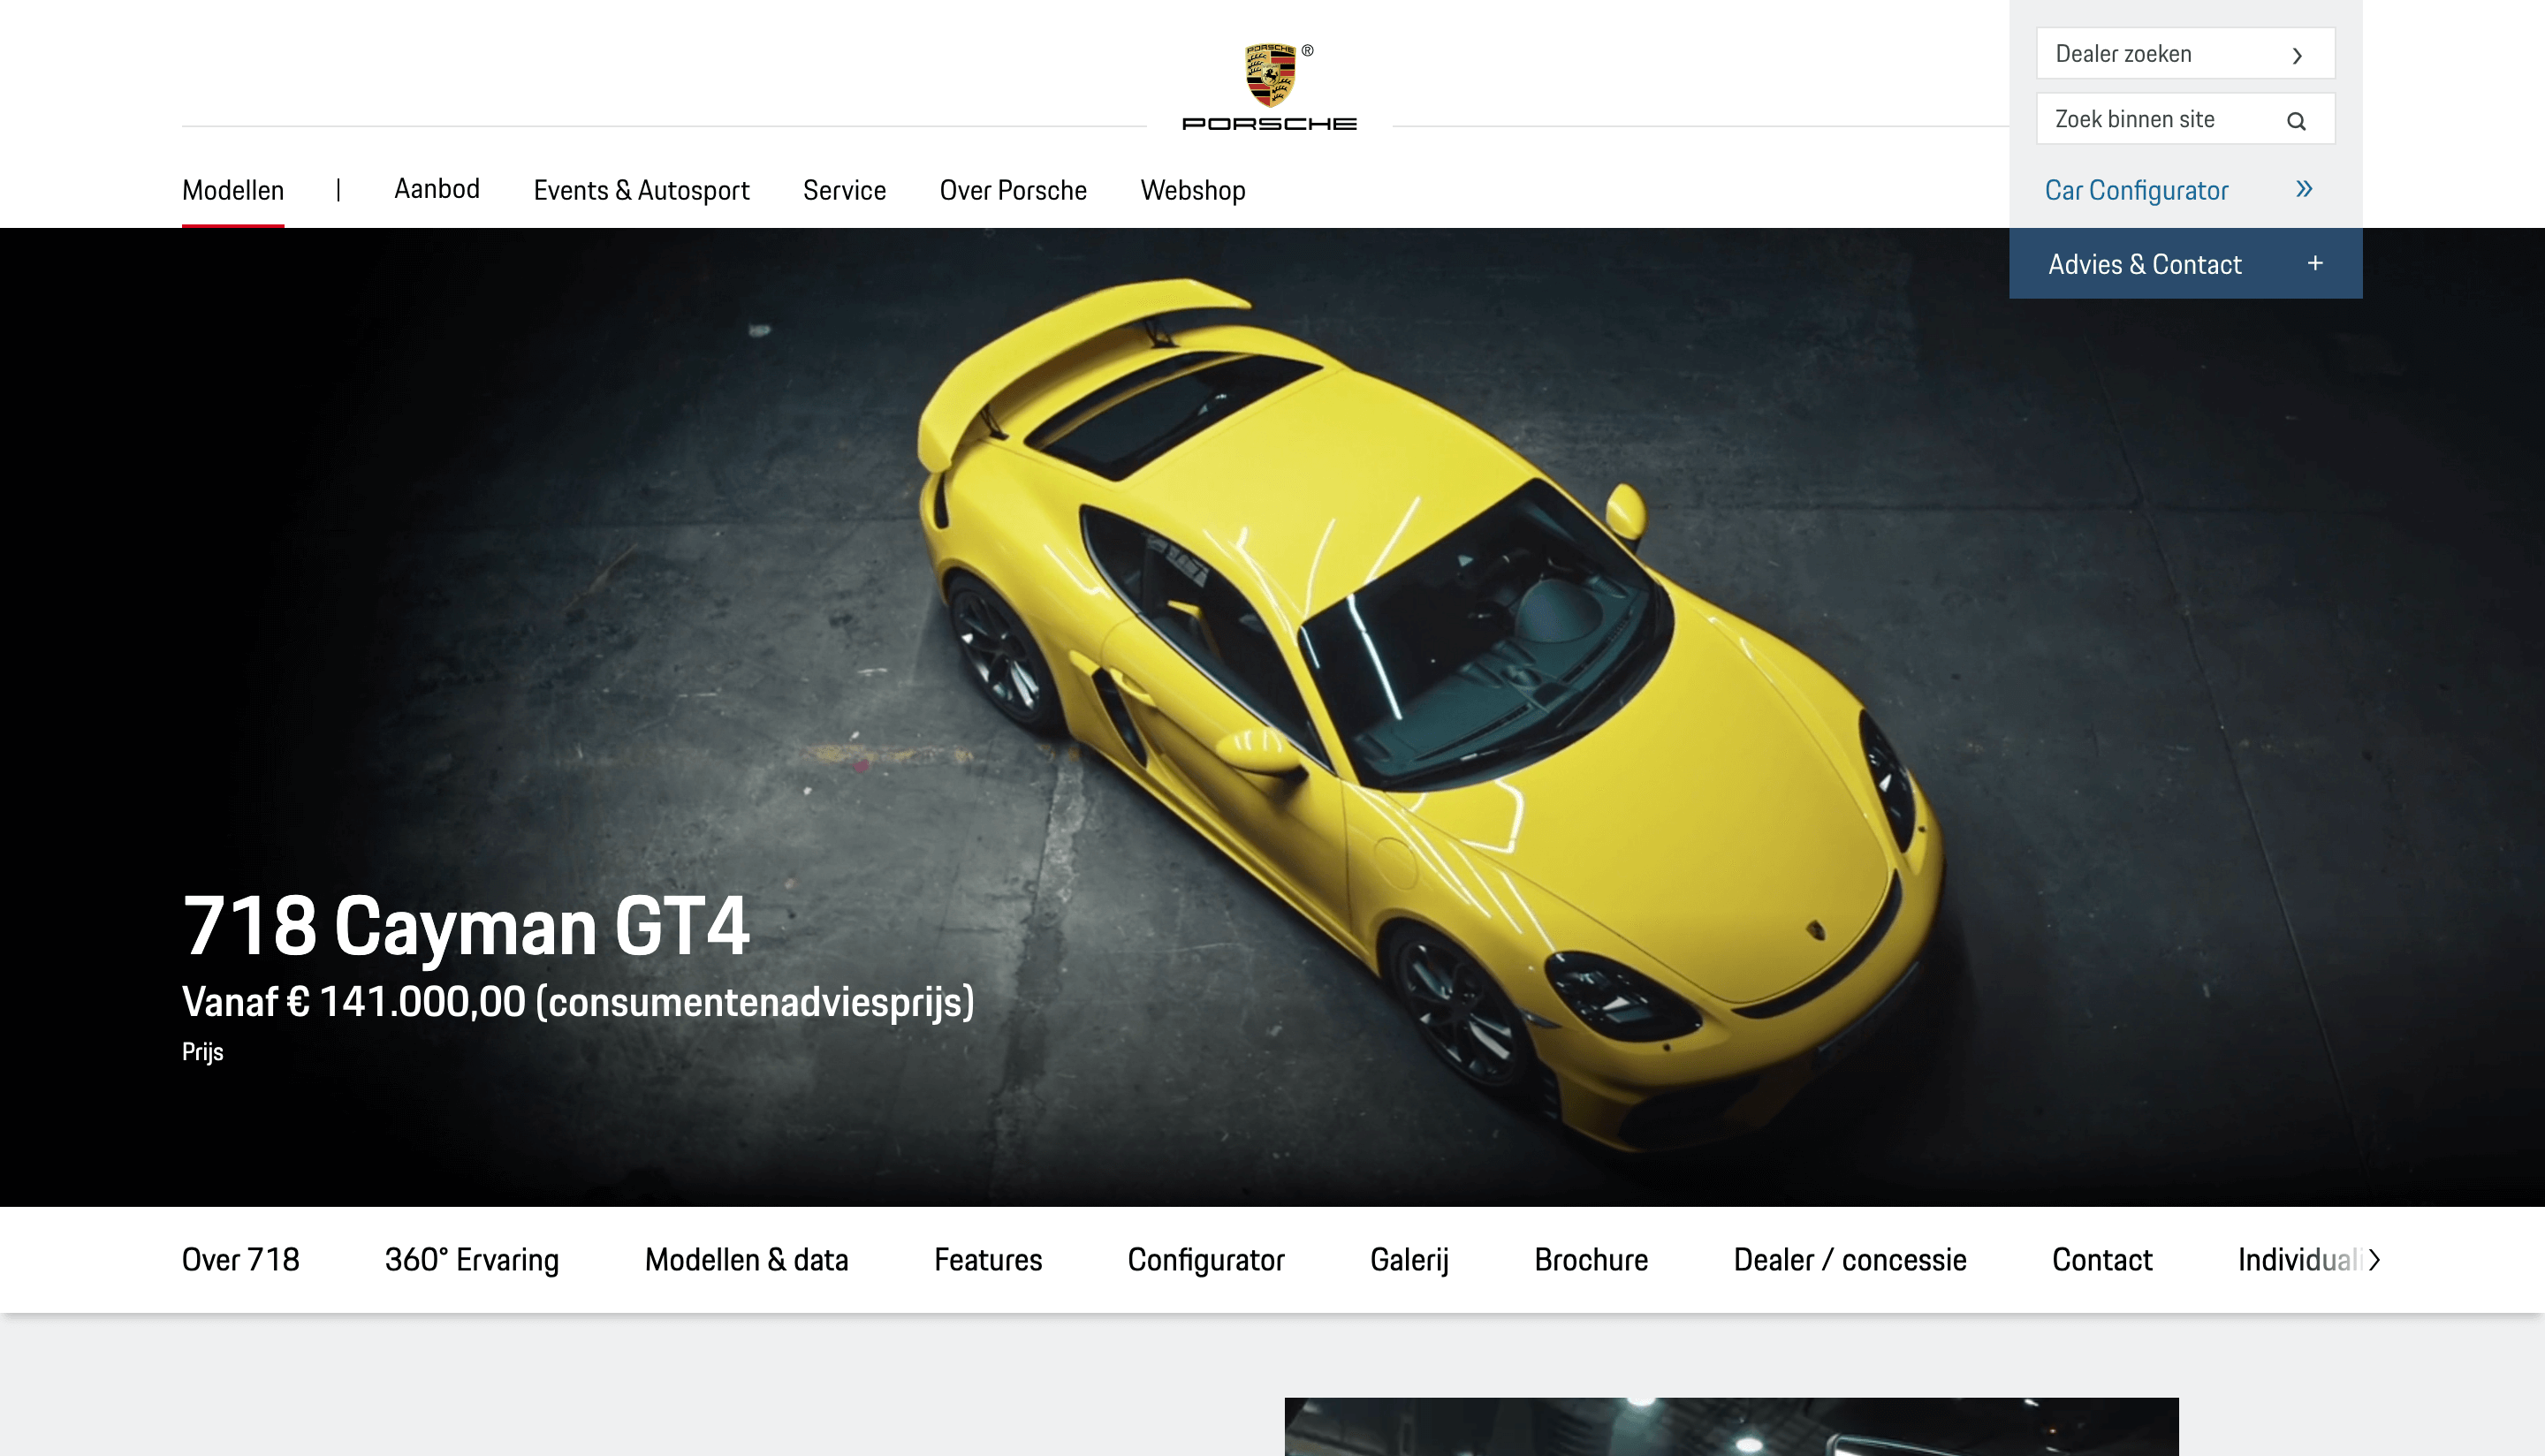 PORSCHE ®
PORSCHE
Dealer zoeken
Zoek binnen site
Car Configurator
Advies & Contact
Modellen | Aanbod Events & Autosport Service Over Porsche Webshop
718 Cayman GT4
Vanaf € 141.000,00 (consumentenadviesprijs)
Prijs
Over 718 360° Ervaring Modellen & data Features Configurator Galerij Brochure Dealer / concessie Contact Individuali